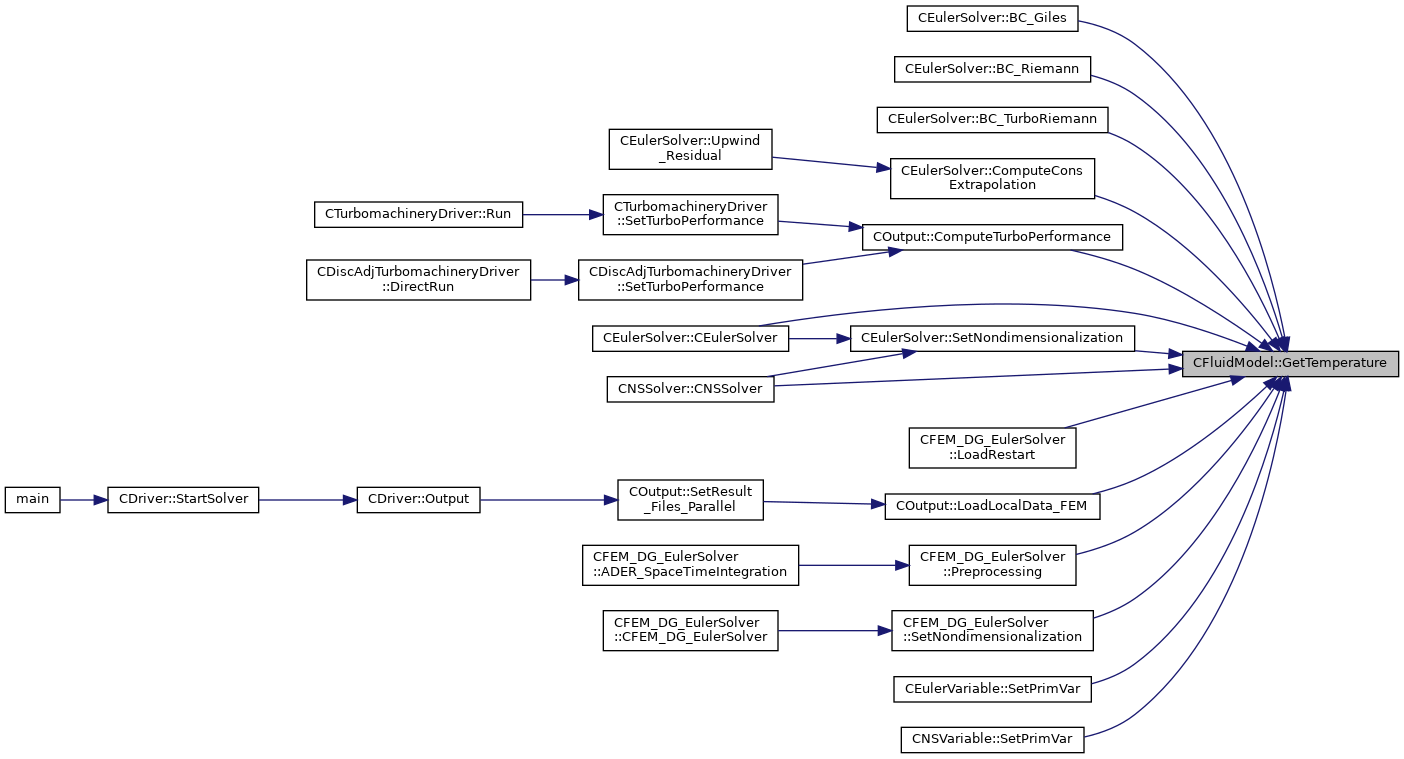 CEulerSolver::BC_Giles
CEulerSolver::BC_Riemann
CEulerSolver::BC_TurboRiemann
CEulerSolver::Upwind
_Residual
CEulerSolver::ComputeCons
Extrapolation
CTurbomachineryDriver::Run
CTurbomachineryDriver
::SetTurboPerformance
COutput::ComputeTurboPerformance
CDiscAdjTurbomachineryDriver
::DirectRun
CDiscAdjTurbomachineryDriver
::SetTurboPerformance
CEulerSolver::CEulerSolver
CEulerSolver::SetNondimensionalization
CFluidModel::GetTemperature
CNSSolver::CNSSolver
CFEM_DG_EulerSolver
::LoadRestart
main
CDriver::StartSolver
CDriver::Output
COutput::SetResult
_Files_Parallel
COutput::LoadLocalData_FEM
CFEM_DG_EulerSolver
::ADER_SpaceTimeIntegration
CFEM_DG_EulerSolver
::Preprocessing
CFEM_DG_EulerSolver
::CFEM_DG_EulerSolver
CFEM_DG_EulerSolver
::SetNondimensionalization
CEulerVariable::SetPrimVar
CNSVariable::SetPrimVar